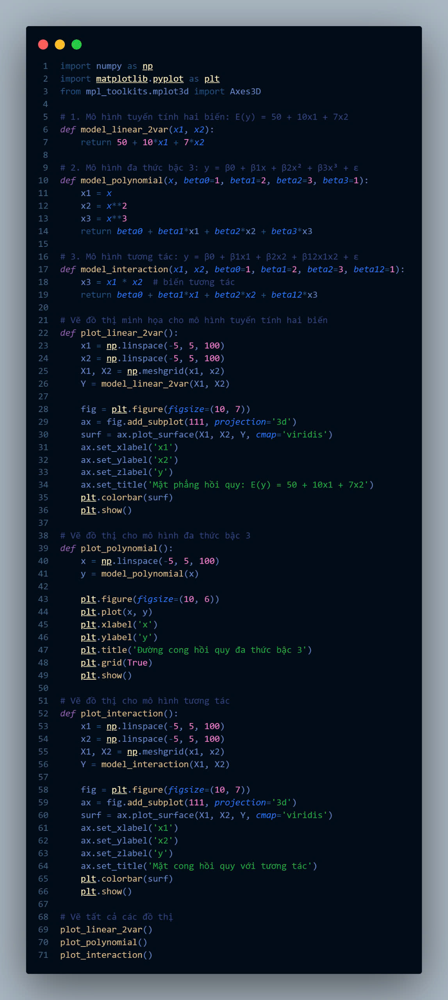 1 import numpy as np
2 import matplotlib.pyplot as plt
3 from mpl_toolkits.mplot3d import Axes3D
4
5 # 1. Mô hình tuyến tính hai biến: E(y) = 50 + 10x1 + 7x2
6 def model_linear_2var(x1, x2):
7     return 50 + 10*x1 + 7*x2
8
9 # 2. Mô hình đa thức bậc 3: y = β0 + β1x + β2x² + β3x³ + ε
10 def model_polynomial(x, beta0=1, beta1=2, beta2=3, beta3=1):
11     x1 = x
12     x2 = x**2
13     x3 = x**3
14     return beta0 + beta1*x1 + beta2*x2 + beta3*x3
15
16 # 3. Mô hình tương tác: y = β0 + β1x1 + β2x2 + β12x1x2 + ε
17 def model_interaction(x1, x2, beta0=1, beta1=2, beta2=3, beta12=1):
18     x3 = x1 * x2  # biến tương tác
19     return beta0 + beta1*x1 + beta2*x2 + beta12*x3
20
21 # Vẽ đồ thị minh họa cho mô hình tuyến tính hai biến
22 def plot_linear_2var():
23     x1 = np.linspace(-5, 5, 100)
24     x2 = np.linspace(-5, 5, 100)
25     X1, X2 = np.meshgrid(x1, x2)
26     Y = model_linear_2var(X1, X2)
27
28     fig = plt.figure(figsize=(10, 7))
29     ax = fig.add_subplot(111, projection='3d')
30     surf = ax.plot_surface(X1, X2, Y, cmap='viridis')
31     ax.set_xlabel('x1')
32     ax.set_ylabel('x2')
33     ax.set_zlabel('y')
34     ax.set_title('Mặt phẳng hồi quy: E(y) = 50 + 10x1 + 7x2')
35     plt.colorbar(surf)
36     plt.show()
37
38 # Vẽ đồ thị cho mô hình đa thức bậc 3
39 def plot_polynomial():
40     x = np.linspace(-5, 5, 100)
41     y = model_polynomial(x)
42
43     plt.figure(figsize=(10, 6))
44     plt.plot(x, y)
45     plt.xlabel('x')
46     plt.ylabel('y')
47     plt.title('Đường cong hồi quy đa thức bậc 3')
48     plt.grid(True)
49     plt.show()
50
51 # Vẽ đồ thị cho mô hình tương tác
52 def plot_interaction():
53     x1 = np.linspace(-5, 5, 100)
54     x2 = np.linspace(-5, 5, 100)
55     X1, X2 = np.meshgrid(x1, x2)
56     Y = model_interaction(X1, X2)
57
58     fig = plt.figure(figsize=(10, 7))
59     ax = fig.add_subplot(111, projection='3d')
60     surf = ax.plot_surface(X1, X2, Y, cmap='viridis')
61     ax.set_xlabel('x1')
62     ax.set_ylabel('x2')
63     ax.set_zlabel('y')
64     ax.set_title('Mặt cong hồi quy với tương tác')
65     plt.colorbar(surf)
66     plt.show()
67
68 # Vẽ tất cả các đồ thị
69 plot_linear_2var()
70 plot_polynomial()
71 plot_interaction()